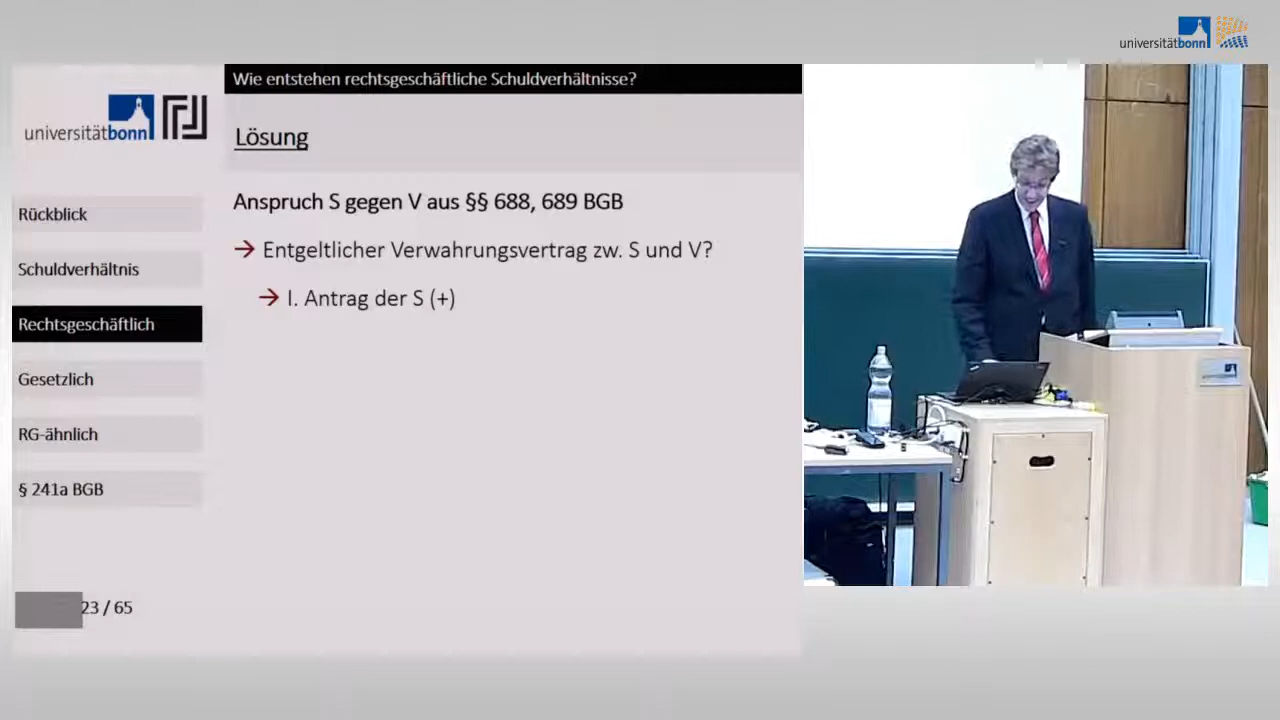 universitätbonn
Wie entstehen rechtsgeschäftliche Schuldverhältnisse?
universitätbonn
Lösung
Anspruch S gegen V aus §§ 688, 689 BGB
→ Entgeltlicher Verwahrungsvertrag zw. S und V?
→ I. Antrag der S (+)
Rückblick
Schuldverhältnis
Rechtsgeschäftlich
Gesetzlich
RG-ähnlich
§ 241a BGB
23 / 65